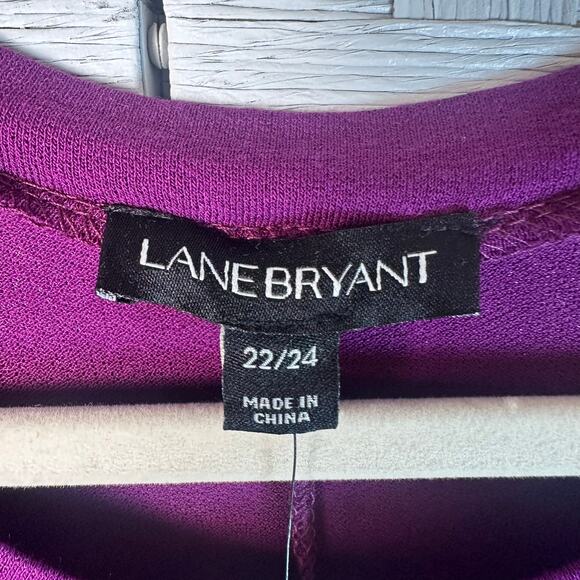 LANE BRYANT
22/24
MADE IN
CHINA